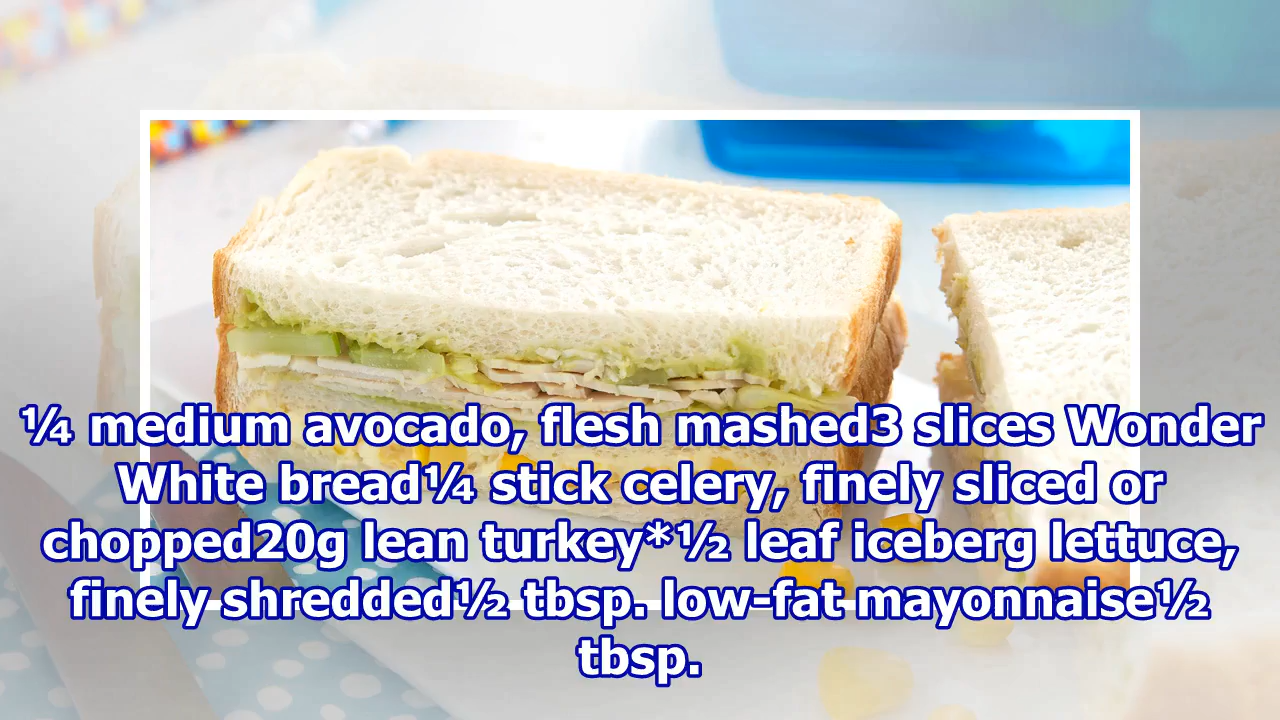 ¼ medium avocado, flesh mashed3 slices Wonder
White bread¼ stick celery, finely sliced or
chopped20g lean turkey*½ leaf iceberg lettuce,
finely shredded½ tbsp. low-fat mayonnaise½
tbsp.